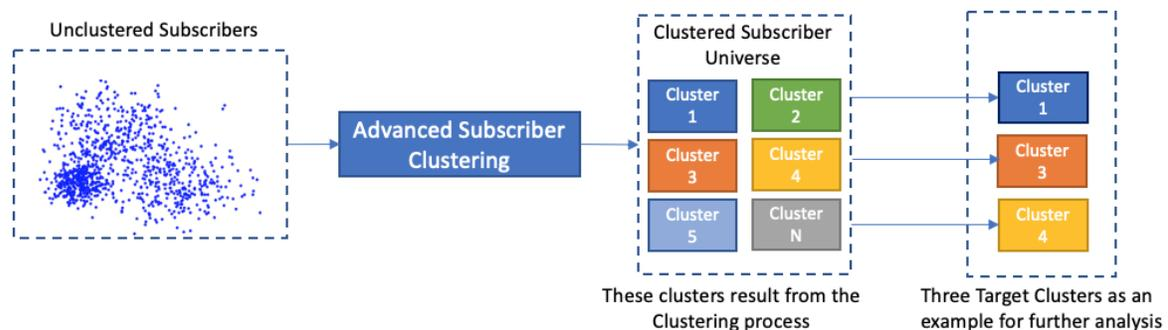 Unclustered Subscribers
Advanced Subscriber
Clustering
Clustered Subscriber
Universe
Cluster
1
Cluster
2
Cluster
3
Cluster
4
Cluster
5
Cluster
N
These clusters result from the
Clustering process
Cluster
1
Cluster
3
Cluster
4
Three Target Clusters as an
example for further analysis